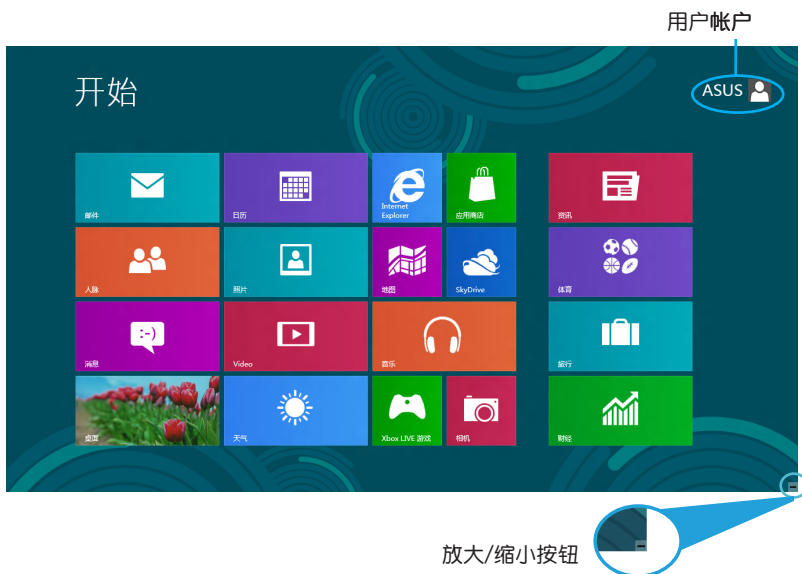 用户帐户
开始
ASUS
邮件
日历
Internet
Explorer
应用商店
资讯
人脉
照片
地图
SkyDrive
体育
消息
Video
音乐
旅行
桌面
天气
Xbox LIVE 游戏
相机
财经
放大/缩小按钮